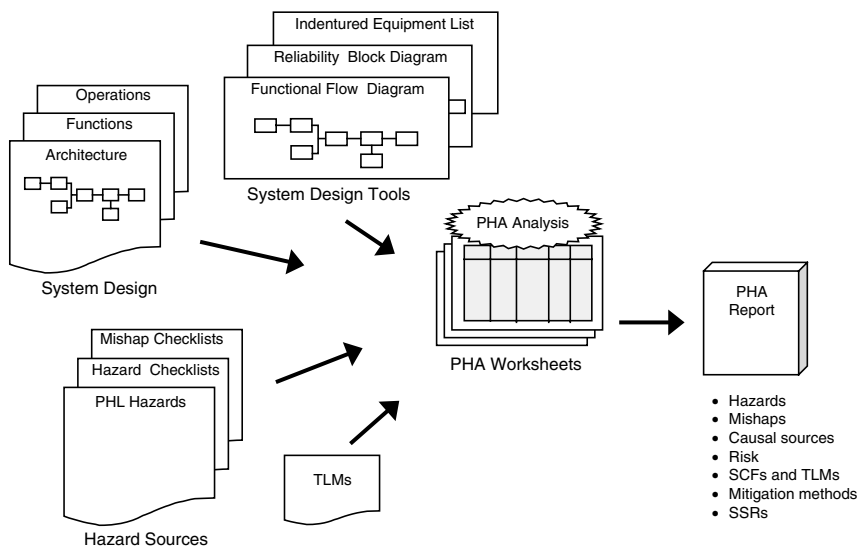 Indentured Equipment List
Reliability Block Diagram
Functional Flow Diagram
System Design Tools
Operations
Functions
Architecture
System Design
PHA Analysis
PHA Worksheets
PHA
Report
Mishap Checklists
Hazard Checklists
PHL Hazards
Hazard Sources
TLMs
• Hazards
• Mishaps
• Causal sources
• Risk
• SCFs and TLMs
• Mitigation methods
• SSRs